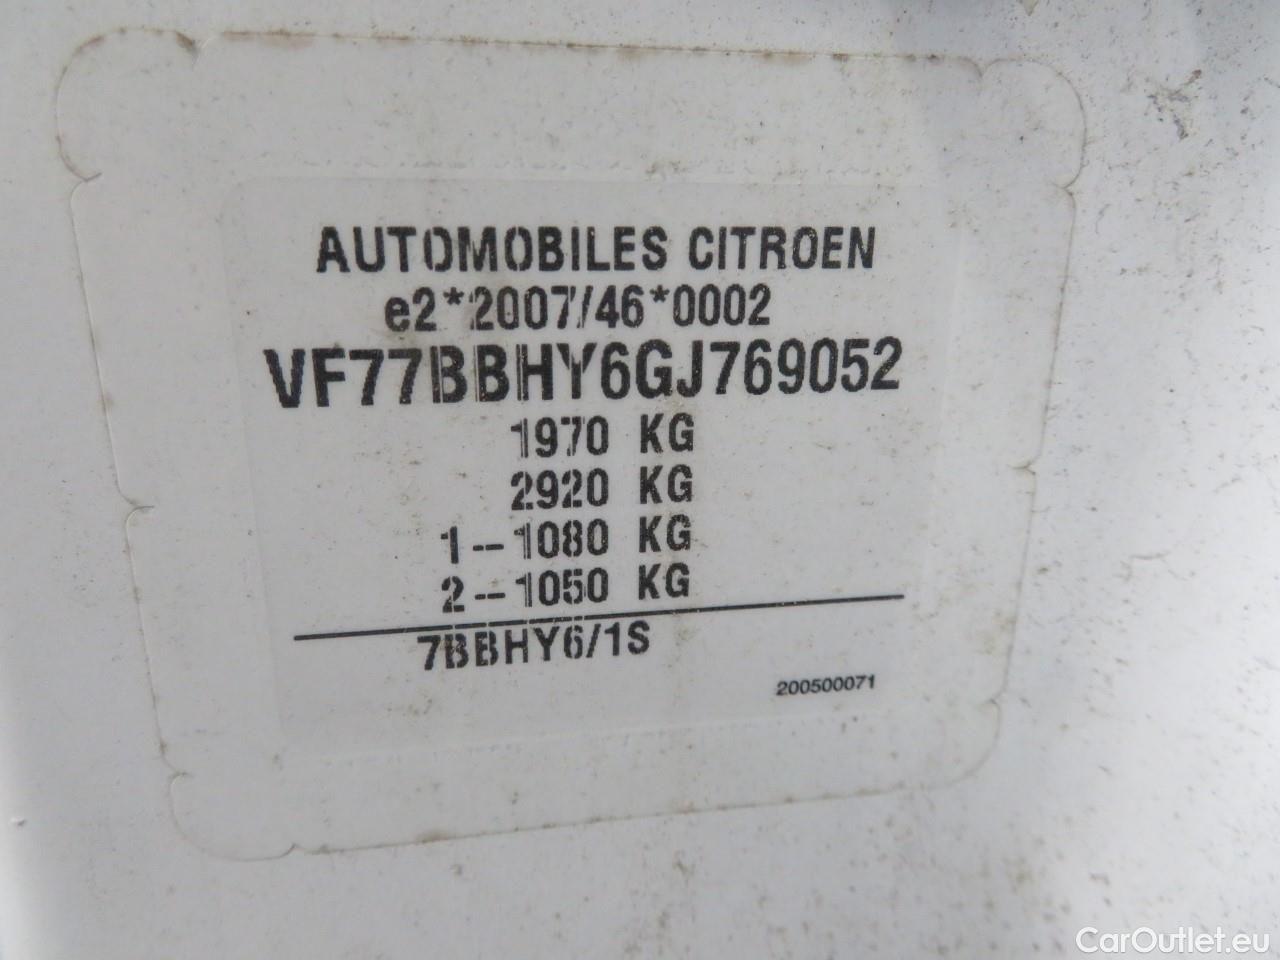 AUTOMOBILES CITROEN
e2*2007/46*0002
VF77BBHY6GJ769052
1970 KG
2920 KG
1--1080 KG
2--1050 KG
7BBHY6/1S
200500071
CarOutlet.eu